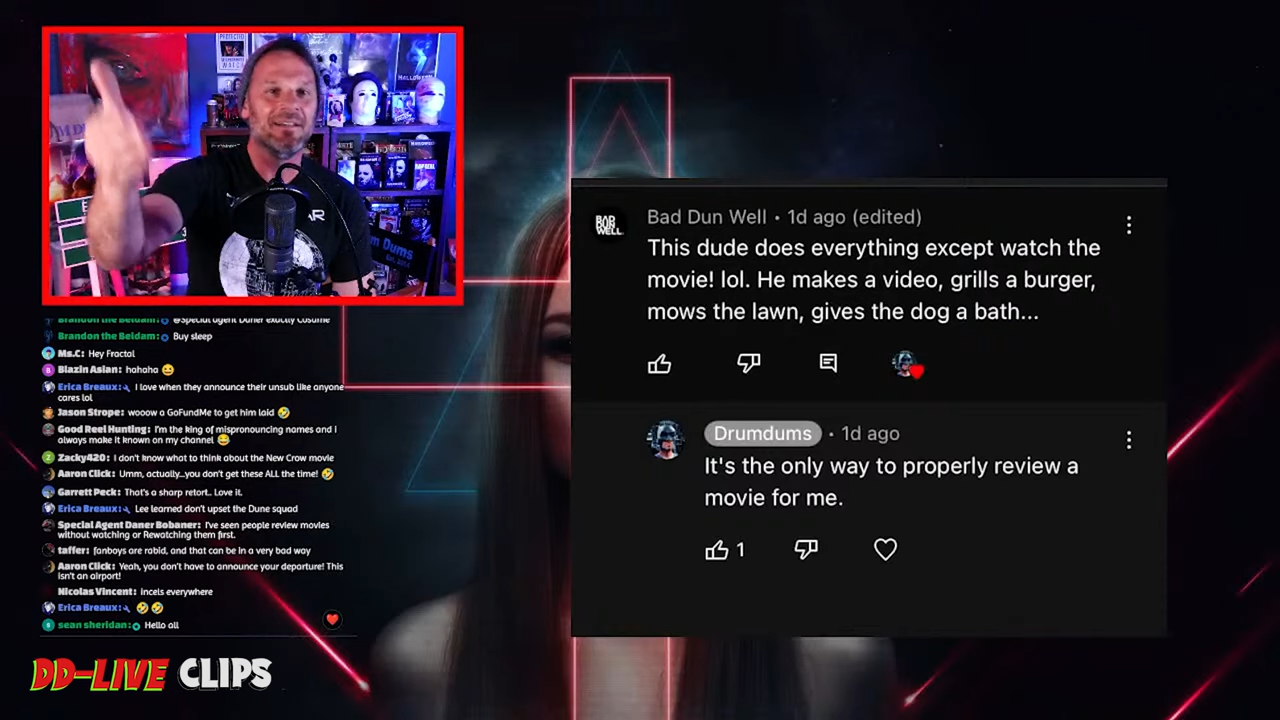 PROTECTED
HALLOWEEN
m Dums
Brandon the Beldam: @Special agent Daner exactly Costume
Brandon the Beldam: Buy sleep
Ms.C: Hey Fractal
B
Blazin Asian: hahaha 😆
Erica Breaux: I love when they announce their unsub like anyone
cares lol
Jason Strope: wooow a GoFundMe to get him laid 🤣
Good Reel Hunting: I'm the king of mispronouncing names and I
always make it known on my channel 😂
Z
Zacky420: I don't know what to think about the New Crow movie
Aaron Click: Umm, actually...you don't get these ALL the time! 🤣
Garrett Peck: That's a sharp retort.. Love it.
Erica Breaux: Lee learned don't upset the Dune squad
Special Agent Daner Bobaner: I've seen people review movies
without watching or Rewatching them first.
taffer: fanboys are rabid, and that can be in a very bad way
Aaron Click: Yeah, you don't have to announce your departure! This
isn't an airport!
Nicolas Vincent: incels everywhere
Erica Breaux: 🤣 🤣
S
sean sheridan: Hello all
DD-LIVE CLIPS
BAD
DUN
WELL
Bad Dun Well • 1d ago (edited)
This dude does everything except watch the
movie! lol. He makes a video, grills a burger,
mows the lawn, gives the dog a bath...
Drumdums • 1d ago
It's the only way to properly review a
movie for me.
1